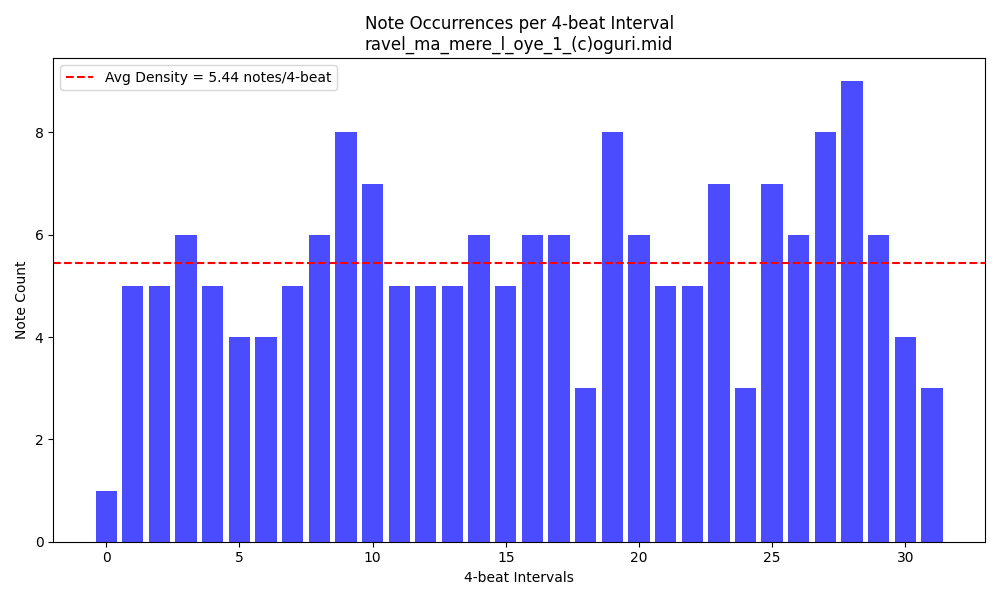 Note Occurrences per 4-beat Interval
ravel_ma_mere_l_oye_1_(c)oguri.mid
Avg Density = 5.44 notes/4-beat
Note Count
8
6
4
2
0
0 5 10 15 20 25 30
4-beat Intervals